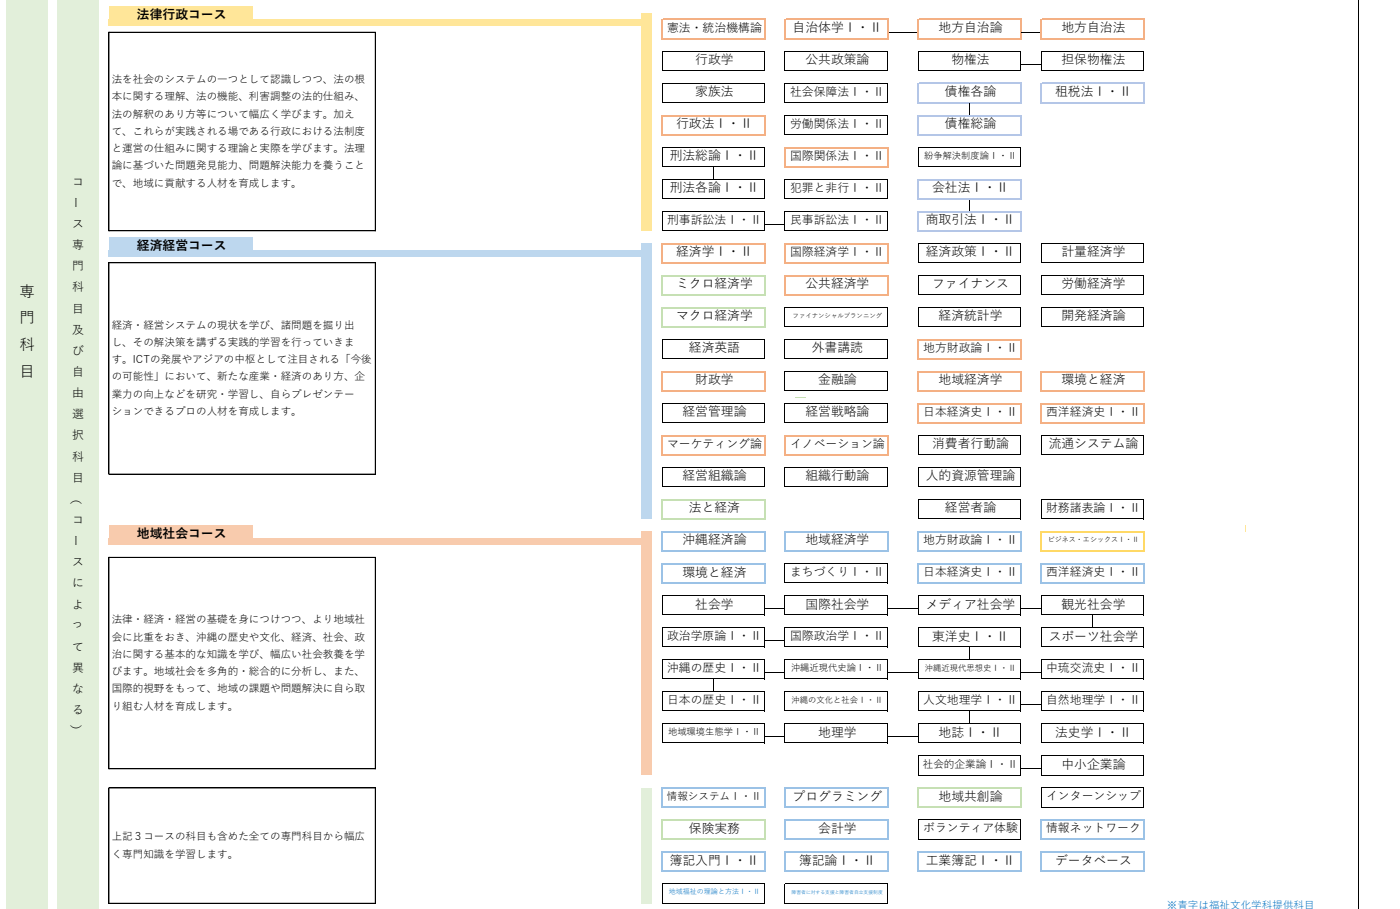 専門科目
コース専門科目及び自由選択科目（コースによって異なる）
法律行政コース
法を社会のシステムの一つとして認識しつつ、法の根
本に関する理解、法の機能、利害調整の法的仕組み、
法の解釈のあり方等について幅広く学びます。加え
て、これらが実践される場である行政における法制度
と運営の仕組みに関する理論と実際を学びます。法理
論に基づいた問題発見能力、問題解決能力を養うこと
で、地域に貢献する人材を育成します。
憲法・統治機構論 自治体学Ⅰ・Ⅱ 地方自治論 地方自治法
行政学 公共政策論 物権法 担保物権法
家族法 社会保障法Ⅰ・Ⅱ 債権各論 租税法Ⅰ・Ⅱ
行政法Ⅰ・Ⅱ 労働関係法Ⅰ・Ⅱ 債権総論
刑法総論Ⅰ・Ⅱ 国際関係法Ⅰ・Ⅱ 紛争解決制度論Ⅰ・Ⅱ
刑法各論Ⅰ・Ⅱ 犯罪と非行Ⅰ・Ⅱ 会社法Ⅰ・Ⅱ
刑事訴訟法Ⅰ・Ⅱ 民事訴訟法Ⅰ・Ⅱ 商取引法Ⅰ・Ⅱ
経済経営コース
経済・経営システムの現状を学び、諸問題を掘り出
し、その解決策を講ずる実践的学習を行っていきま
す。ICTの発展やアジアの中枢として注目される「今後
の可能性」において、新たな産業・経済のあり方、企
業力の向上などを研究・学習し、自らプレゼンテー
ションできるプロの人材を育成します。
経済学Ⅰ・Ⅱ 国際経済学Ⅰ・Ⅱ 経済政策Ⅰ・Ⅱ 計量経済学
ミクロ経済学 公共経済学 ファイナンス 労働経済学
マクロ経済学 ファイナンシャルプランニング 経済統計学 開発経済論
経済英語 外書講読 地方財政論Ⅰ・Ⅱ
財政学 金融論 地域経済学 環境と経済
経営管理論 経営戦略論 日本経済史Ⅰ・Ⅱ 西洋経済史Ⅰ・Ⅱ
マーケティング論 イノベーション論 消費者行動論 流通システム論
経営組織論 組織行動論 人的資源管理論
法と経済 経営者論 財務諸表論Ⅰ・Ⅱ
地域社会コース
法律・経済・経営の基礎を身につけつつ、より地域社
会に比重をおき、沖縄の歴史や文化、経済、社会、政
治に関する基本的な知識を学び、幅広い社会教養を学
びます。地域社会を多角的・総合的に分析し、また、
国際的視野をもって、地域の課題や問題解決に自ら取
り組む人材を育成します。
沖縄経済論 地域経済学 地方財政論Ⅰ・Ⅱ ビジネス・エシックスⅠ・Ⅱ
環境と経済 まちづくりⅠ・Ⅱ 日本経済史Ⅰ・Ⅱ 西洋経済史Ⅰ・Ⅱ
社会学 国際社会学 メディア社会学 観光社会学
政治学原論Ⅰ・Ⅱ 国際政治学Ⅰ・Ⅱ 東洋史Ⅰ・Ⅱ スポーツ社会学
沖縄の歴史Ⅰ・Ⅱ 沖縄近現代史論Ⅰ・Ⅱ 沖縄近現代思想史Ⅰ・Ⅱ 中琉交流史Ⅰ・Ⅱ
日本の歴史Ⅰ・Ⅱ 沖縄の文化と社会Ⅰ・Ⅱ 人文地理学Ⅰ・Ⅱ 自然地理学Ⅰ・Ⅱ
地域環境生態学Ⅰ・Ⅱ 地理学 地誌Ⅰ・Ⅱ 法史学Ⅰ・Ⅱ
社会的企業論Ⅰ・Ⅱ 中小企業論
上記３コースの科目も含めた全ての専門科目から幅広
く専門知識を学習します。
情報システムⅠ・Ⅱ プログラミング 地域共創論 インターンシップ
保険実務 会計学 ボランティア体験 情報ネットワーク
簿記入門Ⅰ・Ⅱ 簿記論Ⅰ・Ⅱ 工業簿記Ⅰ・Ⅱ データベース
地域福祉の理論と方法Ⅰ・Ⅱ 障害者に対する支援と障害者自立支援制度
※青字は福祉文化学科提供科目